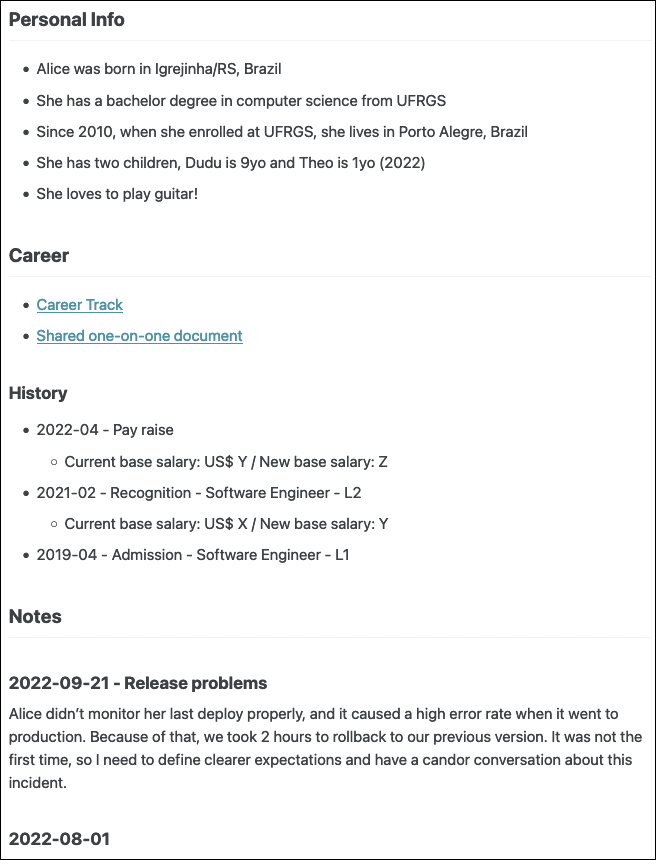 Personal Info
Alice was born in Igrejinha/RS, Brazil
She has a bachelor degree in computer science from UFRGS
Since 2010, when she enrolled at UFRGS, she lives in Porto Alegre, Brazil
She has two children, Dudu is 9yo and Theo is 1yo (2022)
She loves to play guitar!
Career
Career Track
Shared one-on-one document
History
2022-04 - Pay raise
Current base salary: US$ Y / New base salary: Z
2021-02 - Recognition - Software Engineer - L2
Current base salary: US$ X / New base salary: Y
2019-04 - Admission - Software Engineer - L1
Notes
2022-09-21 - Release problems
Alice didn’t monitor her last deploy properly, and it caused a high error rate when it went to
production. Because of that, we took 2 hours to rollback to our previous version. It was not the
first time, so I need to define clearer expectations and have a candor conversation about this
incident.
2022-08-01